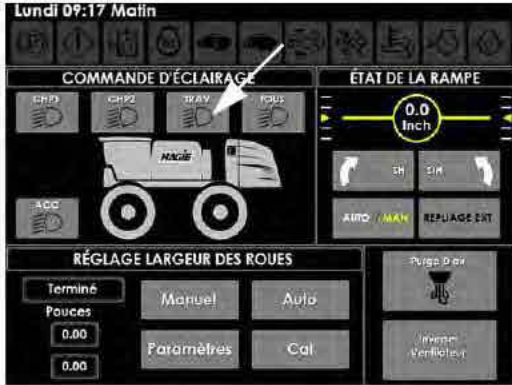 Lundi 09:17 Matin
COMMANDE D'ÉCLAIRAGE
CHP1 CHP2 TRAV TOUS
HAGIE
ACC
ÉTAT DE LA RAMPE
0.0
Inch
SH SIH
AUTO / MAN REPLIAGE EXT
RÉGLAGE LARGEUR DES ROUES
Terminé
Pouces
0.00
0.00
Manuel Auto
Paramètres Cal
Purge D'air
Inverser
Ventilateur